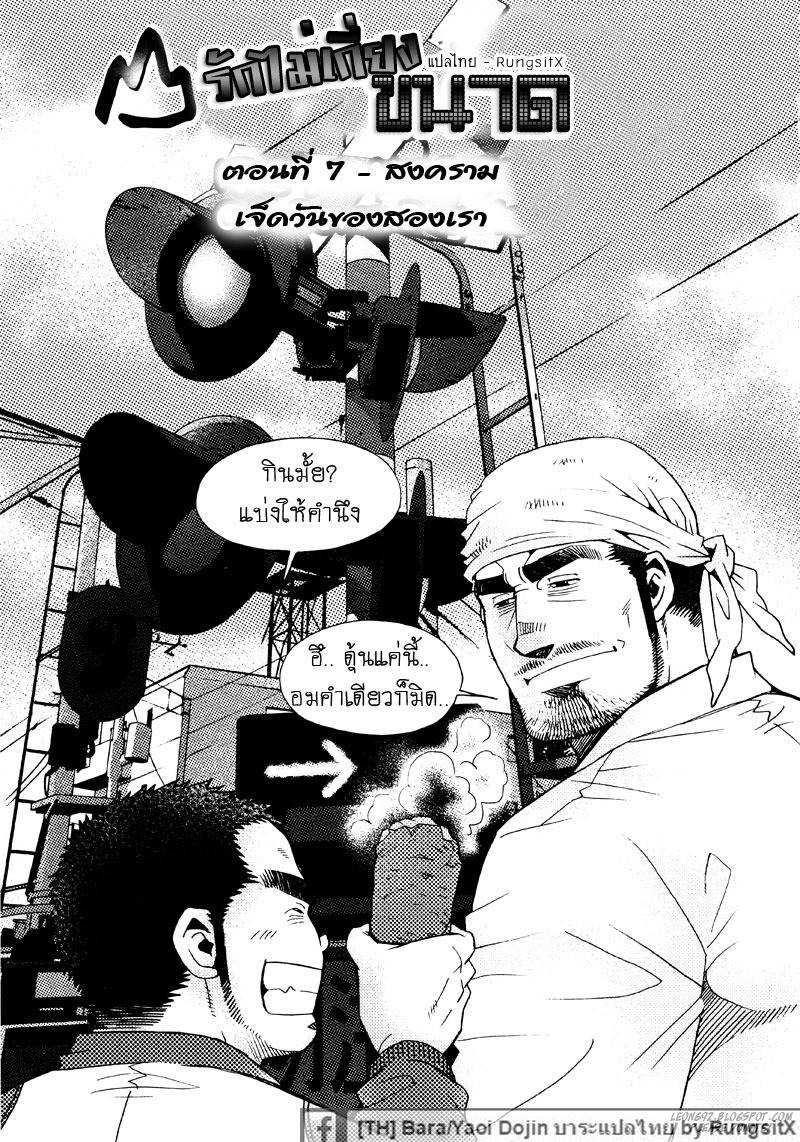 รักไม่เกี่ยง
แปลไทย - RungsitX
ขนาด
ตอนที่ 7 - สงคราม
เจ็ดวันของสองเรา
กินมั้ย?
แบ่งให้คำนึง
ฮึ.. ตุ้นแค่นี้..
อมคำเดียวก็มิด..
LEONG92.BLOGSPOT.COM
[TH] Bara/Yaoi Dojin บาระแปลไทย by RungsitX